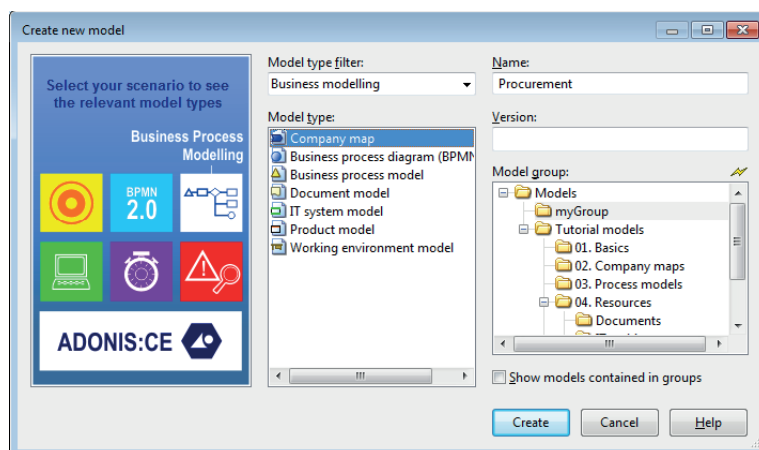 Create new model
Select your scenario to see
the relevant model types
Business Process
Modelling
BPMN
2.0
ADONIS:CE
Model type filter:
Business modelling
Model type:
Company map
Business process diagram (BPMN
Business process model
Document model
IT system model
Product model
Working environment model
Name:
Procurement
Version:
Model group:
Models
myGroup
Tutorial models
01. Basics
02. Company maps
03. Process models
04. Resources
Documents
Show models contained in groups
Create
Cancel
Help